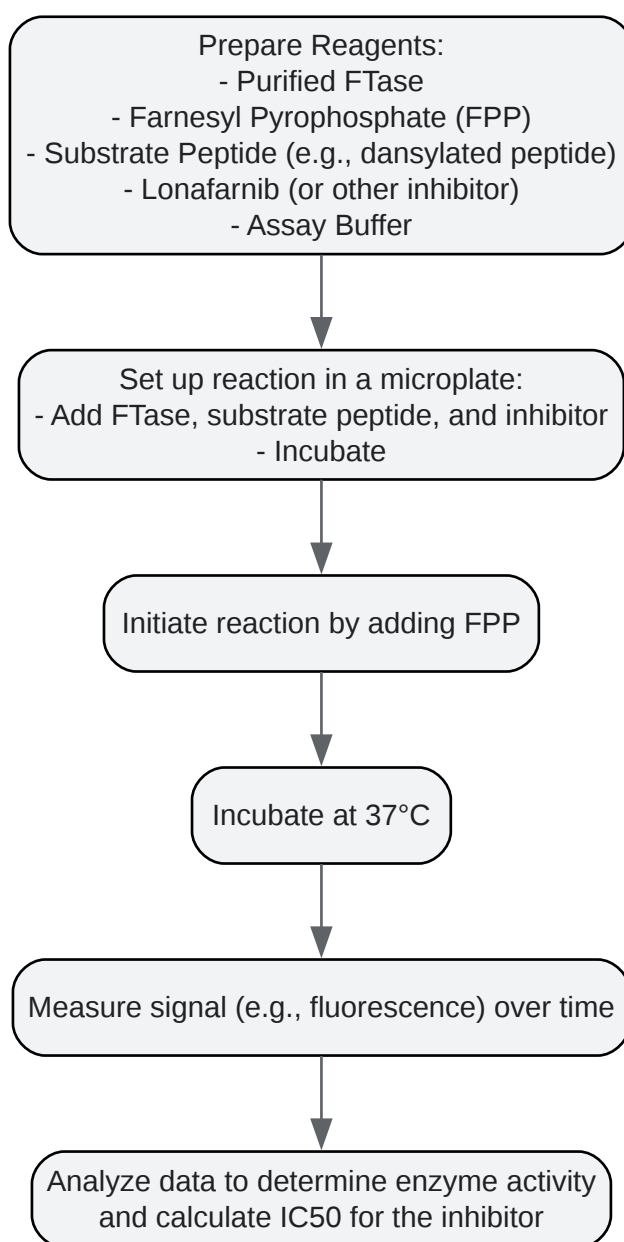 Prepare Reagents:
- Purified FTase
- Farnesyl Pyrophosphate (FPP)
- Substrate Peptide (e.g., dansylated peptide)
- Lonafarnib (or other inhibitor)
- Assay Buffer
Set up reaction in a microplate:
- Add FTase, substrate peptide, and inhibitor
- Incubate
Initiate reaction by adding FPP
Incubate at 37°C
Measure signal (e.g., fluorescence) over time
Analyze data to determine enzyme activity
and calculate IC50 for the inhibitor